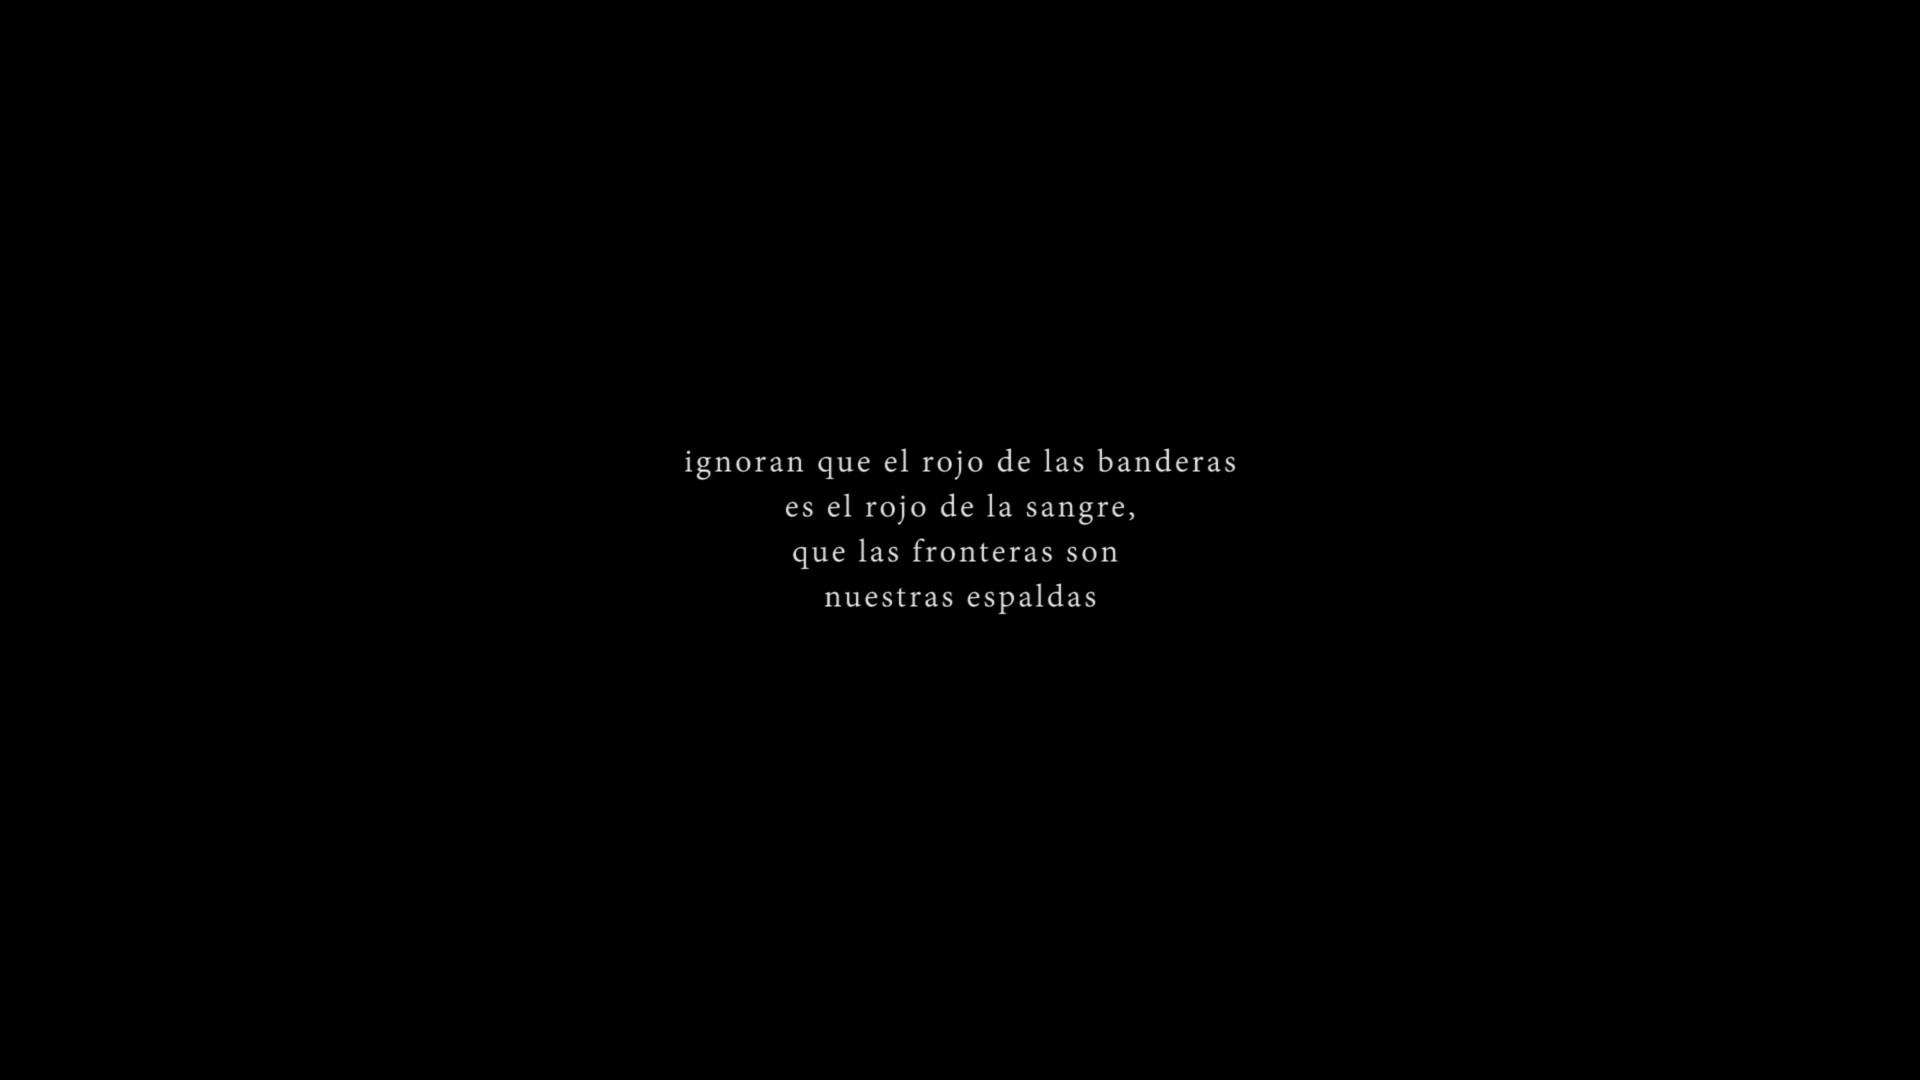 ignoran que el rojo de las banderas
es el rojo de la sangre,
que las fronteras son
nuestras espaldas